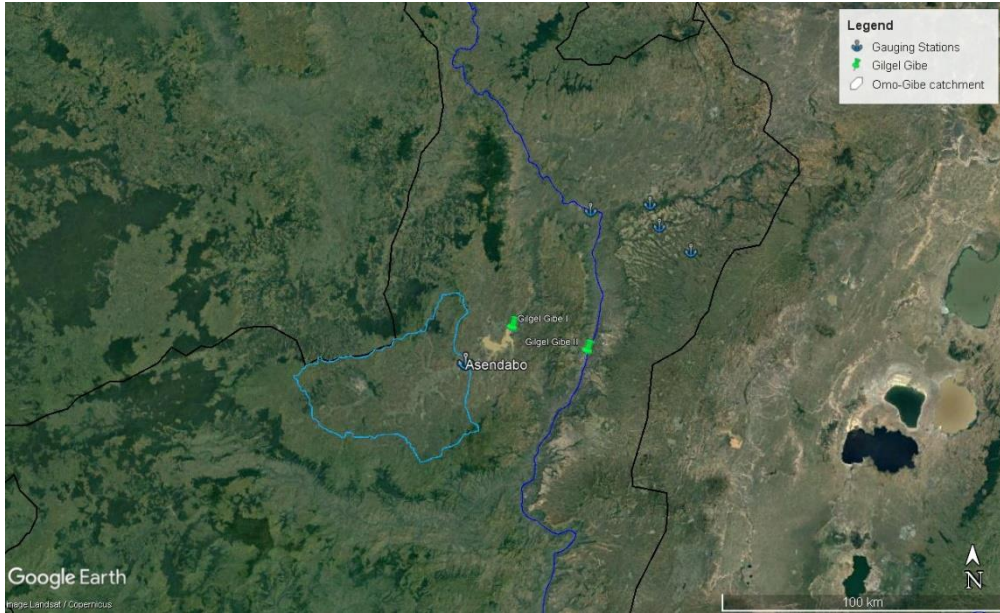 Legend
Gauging Stations
Gilgel Gibe
Omo-Gibe catchment
Gilgel Gibe I
Gilgel Gibe II
Asendabo
Google Earth
Image Landsat / Copernicus
N
100 km